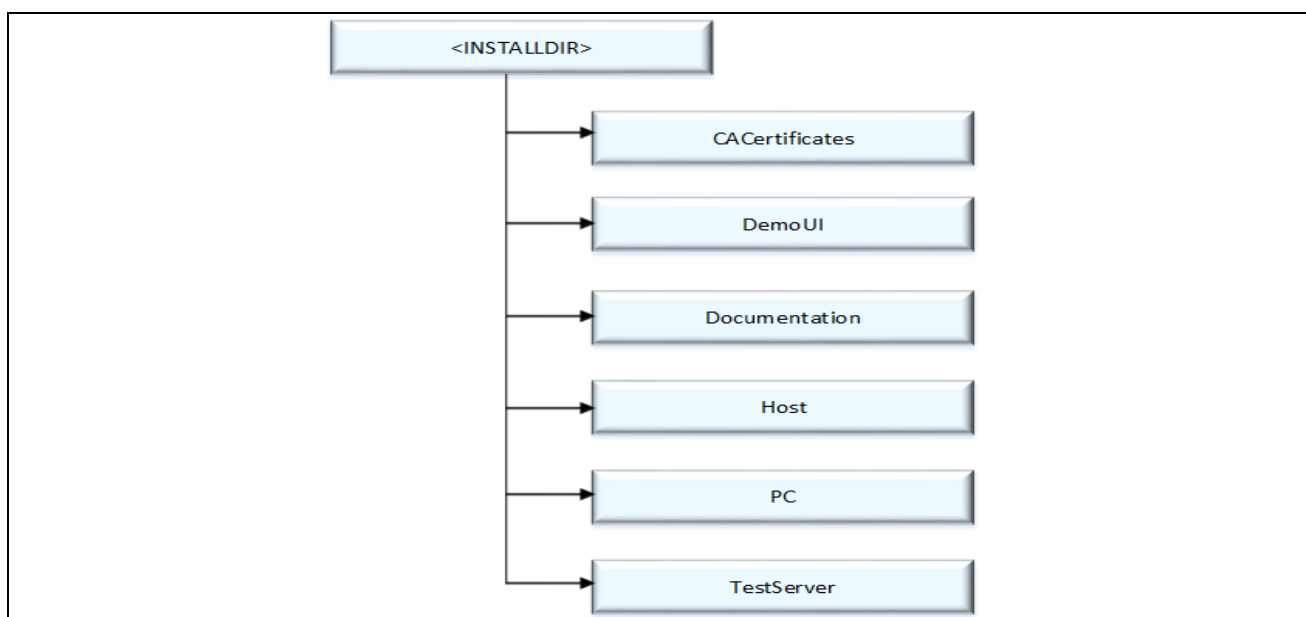 <INSTALLDIR>
CACertificates
DemoUI
Documentation
Host
PC
TestServer